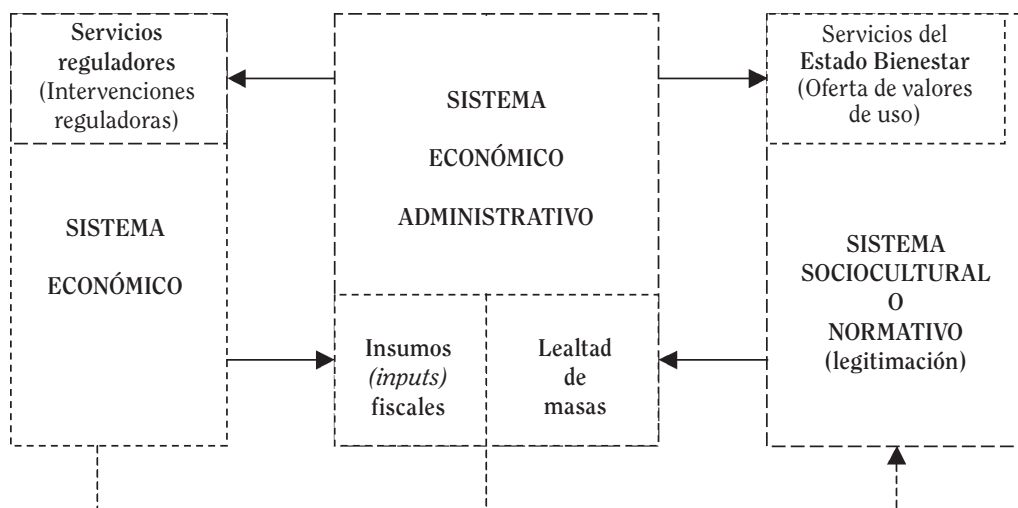 Servicios
reguladores
(Intervenciones
reguladoras)
SISTEMA
ECONÓMICO
SISTEMA
ECONÓMICO
ADMINISTRATIVO
Insumos
(inputs)
fiscales
Lealtad
de
masas
Servicios del
Estado Bienestar
(Oferta de valores
de uso)
SISTEMA
SOCIOCULTURAL
O
NORMATIVO
(legitimación)